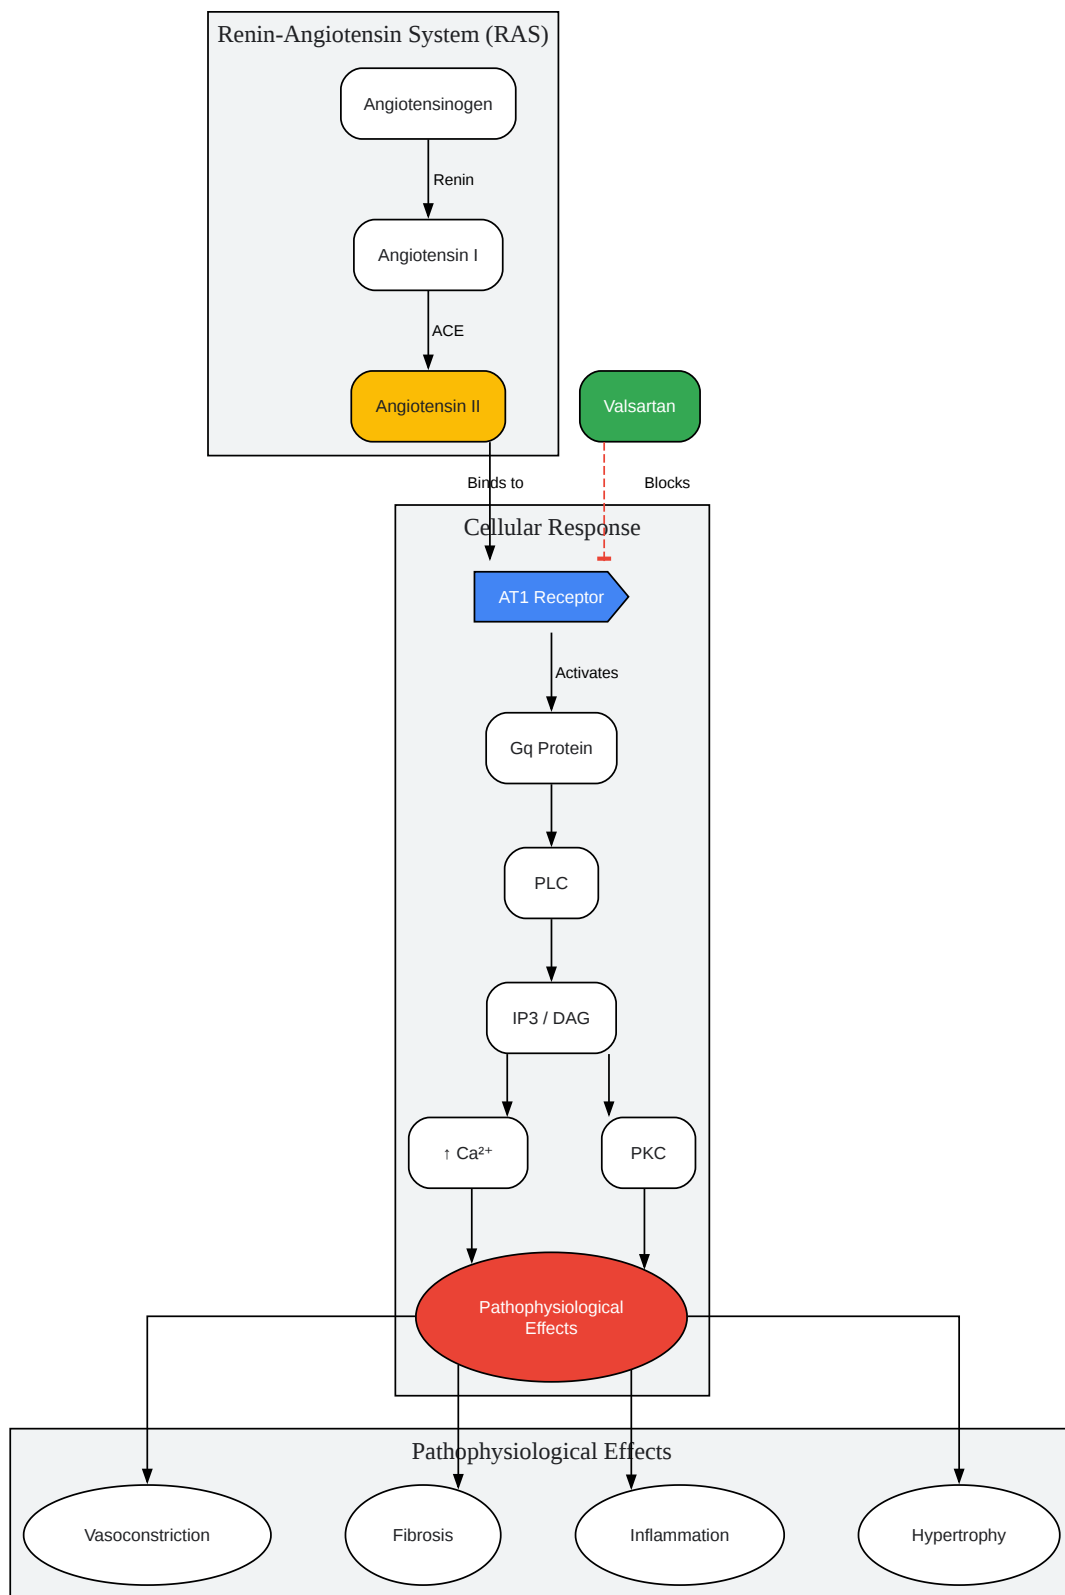 Renin-Angiotensin System (RAS)
Angiotensinogen
Renin
Angiotensin I
ACE
Angiotensin II
Valsartan
Binds to
Blocks
Cellular Response
AT1 Receptor
Activates
Gq Protein
PLC
IP3 / DAG
↑ Ca²⁺
PKC
Pathophysiological
Effects
Pathophysiological Effects
Vasoconstriction
Fibrosis
Inflammation
Hypertrophy